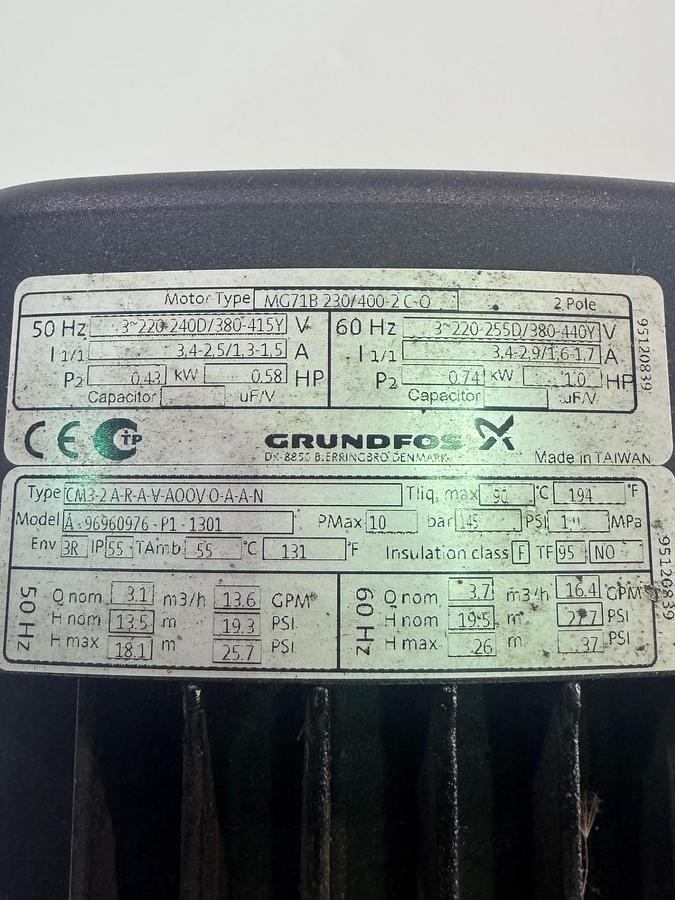 Motor Type MG71B 230/400-2 C-O 2 Pole
50 Hz 3~220-240D/380-415Y V 60 Hz 3~220-255D/380-440Y V
I 1/1 3,4-2,5/1,3-1,5 A I 1/1 3,4-2,9/1,6-1,7 A
P2 0.43 kW 0.58 HP P2 0.74 kW 1.0 HP
Capacitor uF/V Capacitor uF/V
95120839
CE TP
GRUNDFOS
DK-8850 BJERRINGBRO DENMARK Made in TAIWAN
Type CM3-2 A-R-A-V-AOOV O-A-A-N Tliq. max 90 °C 194 °F
Model A - 96960976 - P1 - 1301 PMax 10 bar 145 PSI MPa
Env 3R IP 55 TAmb 55 °C 131 °F Insulation class F TF 95 NO
50 Hz
Q nom 3.1 m3/h 13.6 GPM
H nom 13.5 m 19.3 PSI
H max 18.1 m 25.7 PSI
60 Hz
Q nom 3.7 m3/h 16.4 GPM
H nom 19.5 m 27.7 PSI
H max 26 m 37 PSI
95120839